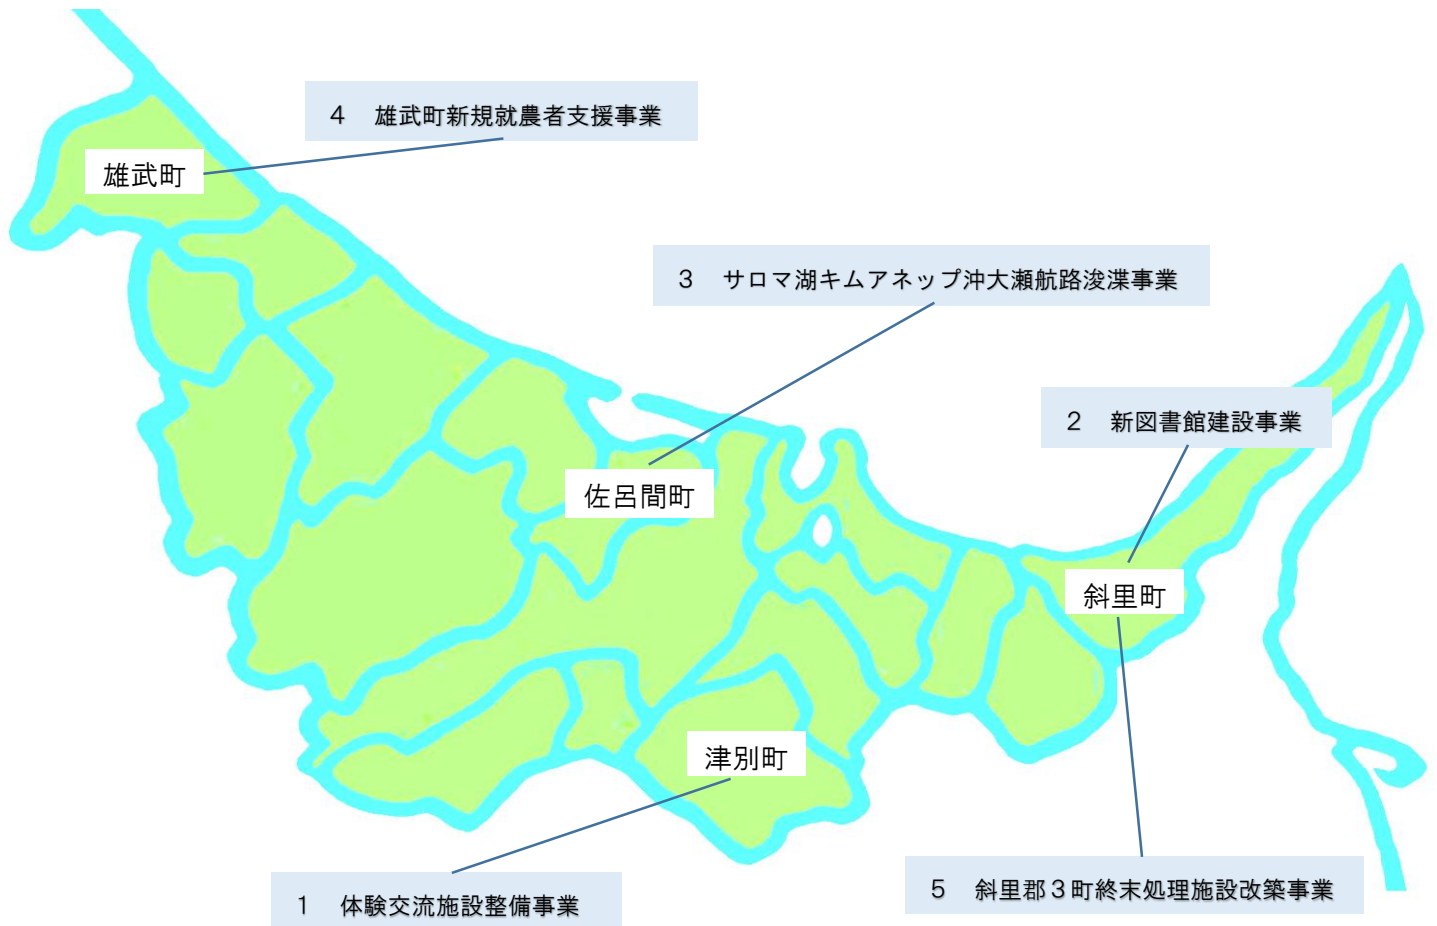 4　雄武町新規就農者支援事業
雄武町
3　サロマ湖キムアネップ沖大瀬航路浚渫事業
2　新図書館建設事業
佐呂間町
斜里町
津別町
5　斜里郡３町終末処理施設改築事業
1　体験交流施設整備事業